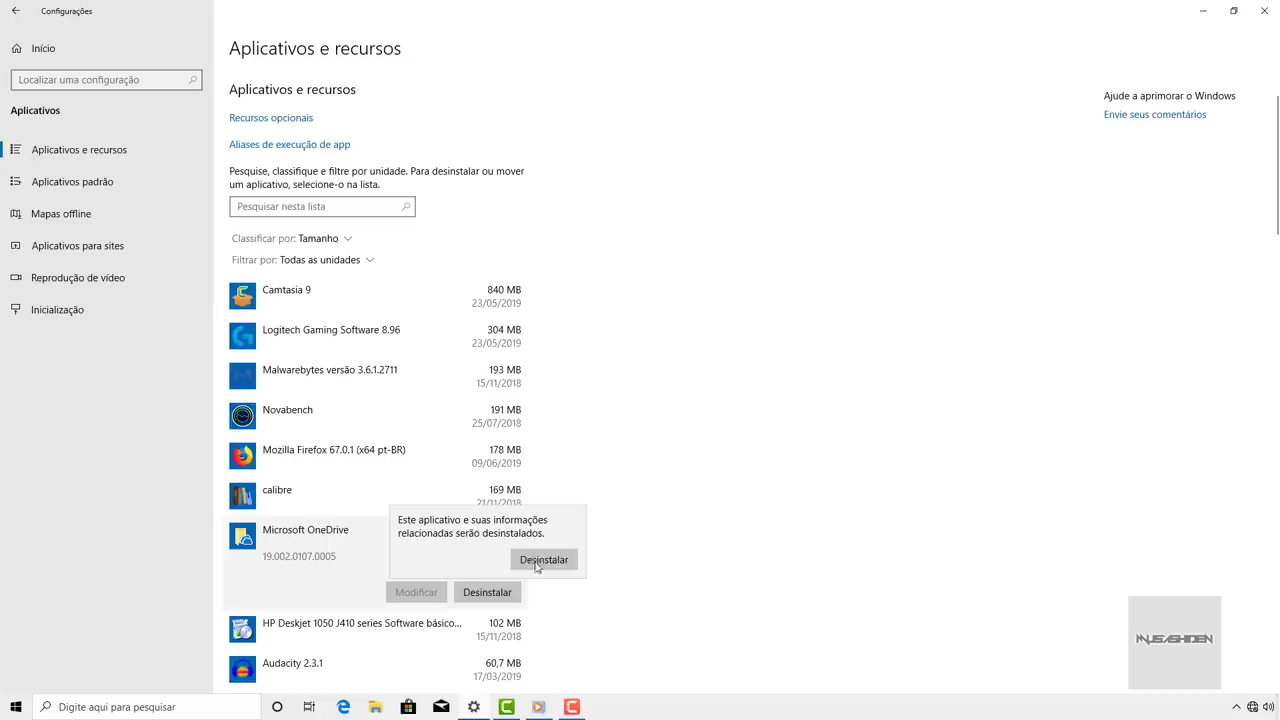 Configurações
Início
Localizar uma configuração
Aplicativos
Aplicativos e recursos
Aplicativos padrão
Mapas offline
Aplicativos para sites
Reprodução de vídeo
Inicialização
Aplicativos e recursos
Aplicativos e recursos
Recursos opcionais
Aliases de execução de app
Pesquise, classifique e filtre por unidade. Para desinstalar ou mover
um aplicativo, selecione-o na lista.
Pesquisar nesta lista
Classificar por: Tamanho
Filtrar por: Todas as unidades
Camtasia 9 840 MB
23/05/2019
Logitech Gaming Software 8.96 304 MB
23/05/2019
Malwarebytes versão 3.6.1.2711 193 MB
15/11/2018
Novabench 191 MB
25/07/2018
Mozilla Firefox 67.0.1 (x64 pt-BR) 178 MB
09/06/2019
calibre 169 MB
21/11/2018
Microsoft OneDrive
19.002.0107.0005
Este aplicativo e suas informações
relacionadas serão desinstalados.
Desinstalar
Modificar Desinstalar
HP Deskjet 1050 J410 series Software básico... 102 MB
15/11/2018
Audacity 2.3.1 60,7 MB
17/03/2019
Ajude a aprimorar o Windows
Envie seus comentários
Digite aqui para pesquisar